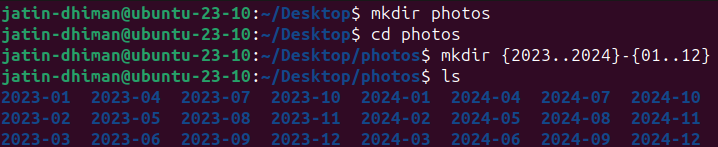 jatin-dhiman@ubuntu-23-10:~/Desktop$ mkdir photos
jatin-dhiman@ubuntu-23-10:~/Desktop$ cd photos
jatin-dhiman@ubuntu-23-10:~/Desktop/photos$ mkdir {2023..2024}-{01..12}
jatin-dhiman@ubuntu-23-10:~/Desktop/photos$ ls
2023-01  2023-04  2023-07  2023-10  2024-01  2024-04  2024-07  2024-10
2023-02  2023-05  2023-08  2023-11  2024-02  2024-05  2024-08  2024-11
2023-03  2023-06  2023-09  2023-12  2024-03  2024-06  2024-09  2024-12